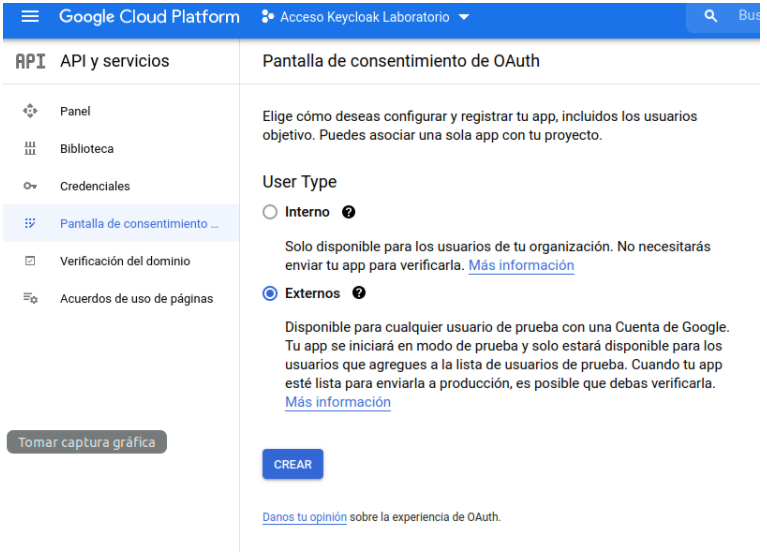 Google Cloud Platform Acceso Keycloak Laboratorio Bus
API API y servicios
Pantalla de consentimiento de OAuth
Panel
Biblioteca
Credenciales
Pantalla de consentimiento ...
Verificación del dominio
Acuerdos de uso de páginas
Tomar captura gráfica
Elige cómo deseas configurar y registrar tu app, incluidos los usuarios
objetivo. Puedes asociar una sola app con tu proyecto.
User Type
Interno ?
Solo disponible para los usuarios de tu organización. No necesitarás
enviar tu app para verificarla. Más información
Externos ?
Disponible para cualquier usuario de prueba con una Cuenta de Google.
Tu app se iniciará en modo de prueba y solo estará disponible para los
usuarios que agregues a la lista de usuarios de prueba. Cuando tu app
esté lista para enviarla a producción, es posible que debas verificarla.
Más información
CREAR
Danos tu opinión sobre la experiencia de OAuth.